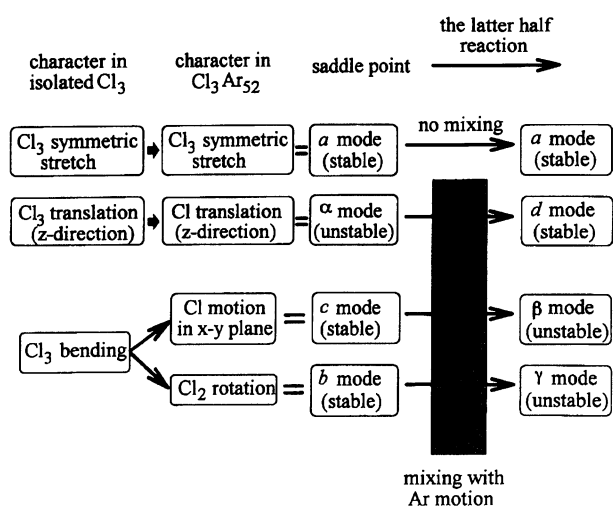 character in
isolated Cl3
character in
Cl3Ar52
saddle point
the latter half
reaction
Cl3 symmetric
stretch
Cl3 symmetric
stretch
=
a mode
(stable)
no mixing
a mode
(stable)
Cl3 translation
(z-direction)
Cl translation
(z-direction)
=
α mode
(unstable)
d mode
(stable)
Cl3 bending
Cl motion
in x-y plane
=
c mode
(stable)
β mode
(unstable)
Cl2 rotation
=
b mode
(stable)
γ mode
(unstable)
mixing with
Ar motion